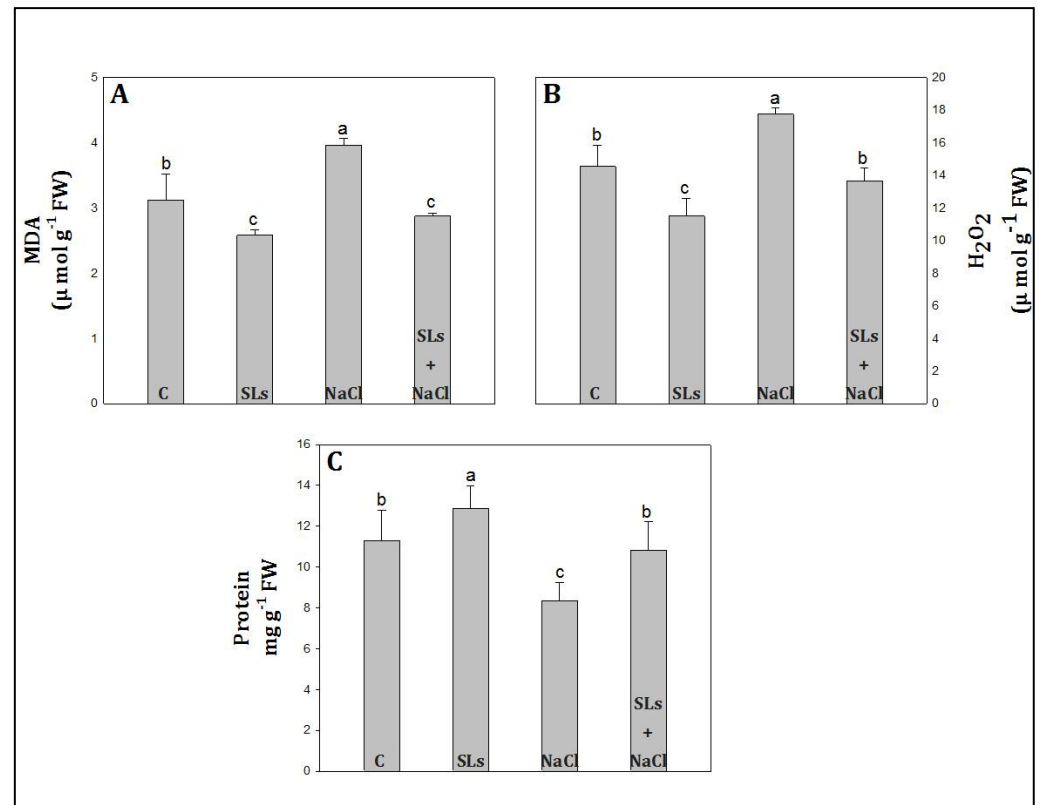 A
MDA
(μ mol g⁻¹ FW)
5
4
3
2
1
0
b
c
a
c
C
SLs
NaCl
SLs
+
NaCl
B
H₂O₂
(μ mol g⁻¹ FW)
20
18
16
14
12
10
8
6
4
2
0
b
c
a
b
C
SLs
NaCl
SLs
+
NaCl
C
Protein
mg g⁻¹ FW
16
14
12
10
8
6
4
2
0
b
a
c
b
C
SLs
NaCl
SLs
+
NaCl